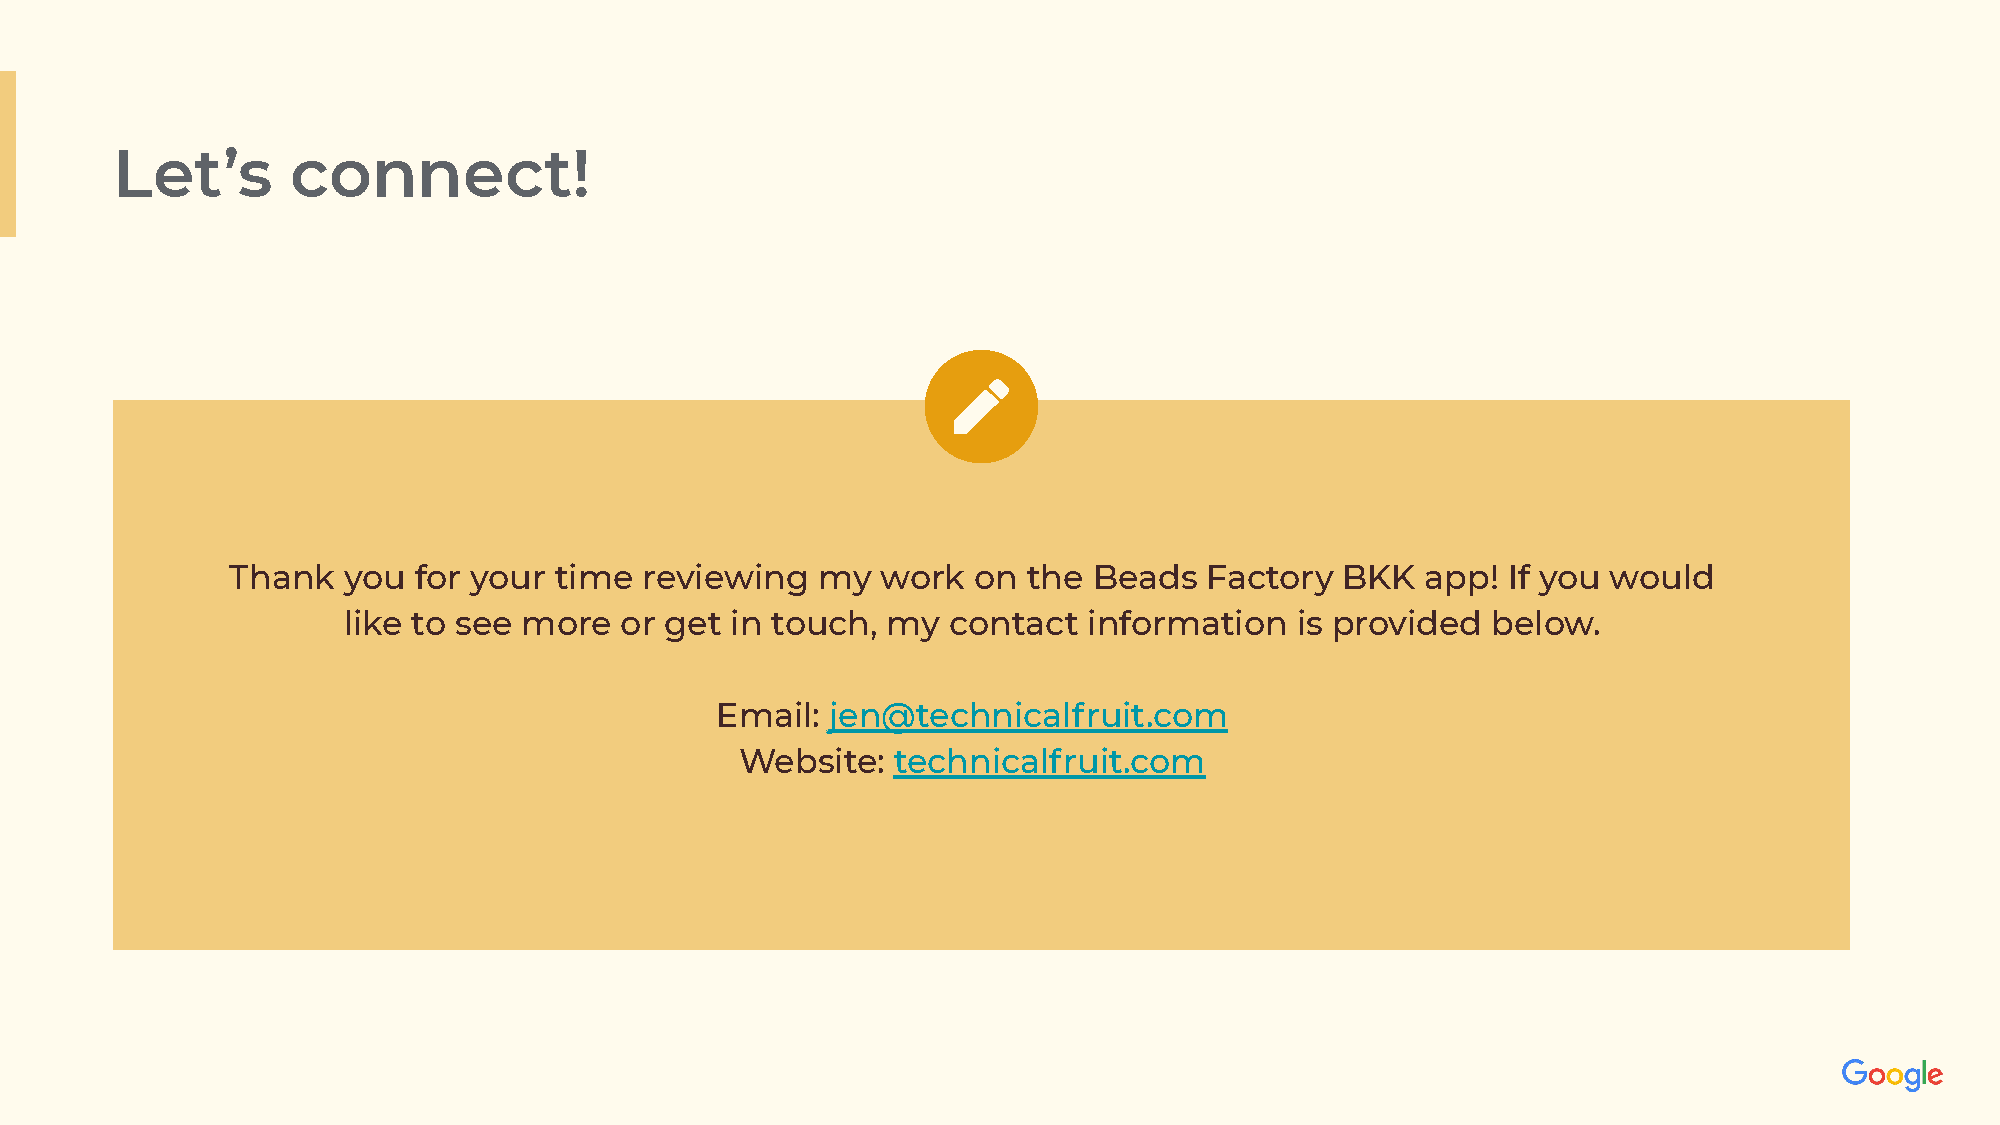 Let’s connect!
Thank you for your time reviewing my work on the Beads Factory BKK app! If you would
like to see more or get in touch, my contact information is provided below.
Email: jen@technicalfruit.com
Website: technicalfruit.com
Google